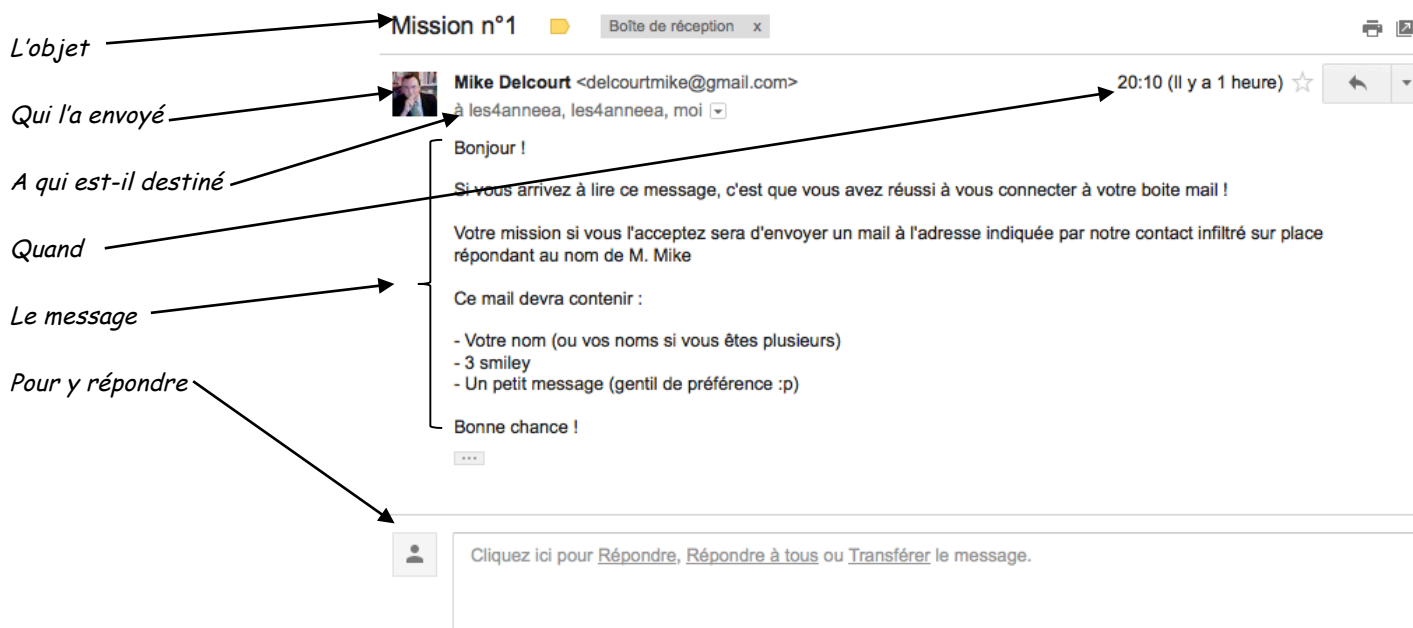 Mission n°1 Boîte de réception x
L'objet
Mike Delcourt <delcourtmike@gmail.com> 20:10 (Il y a 1 heure)
Qui l'a envoyé
à les4anneea, les4anneea, moi
Bonjour !
A qui est-il destiné
Si vous arrivez à lire ce message, c'est que vous avez réussi à vous connecter à votre boite mail !
Quand
Votre mission si vous l'acceptez sera d'envoyer un mail à l'adresse indiquée par notre contact infiltré sur place
répondant au nom de M. Mike
Ce mail devra contenir :
Le message
- Votre nom (ou vos noms si vous êtes plusieurs)
- 3 smiley
- Un petit message (gentil de préférence :p)
Pour y répondre
Bonne chance !
Cliquez ici pour Répondre, Répondre à tous ou Transférer le message.